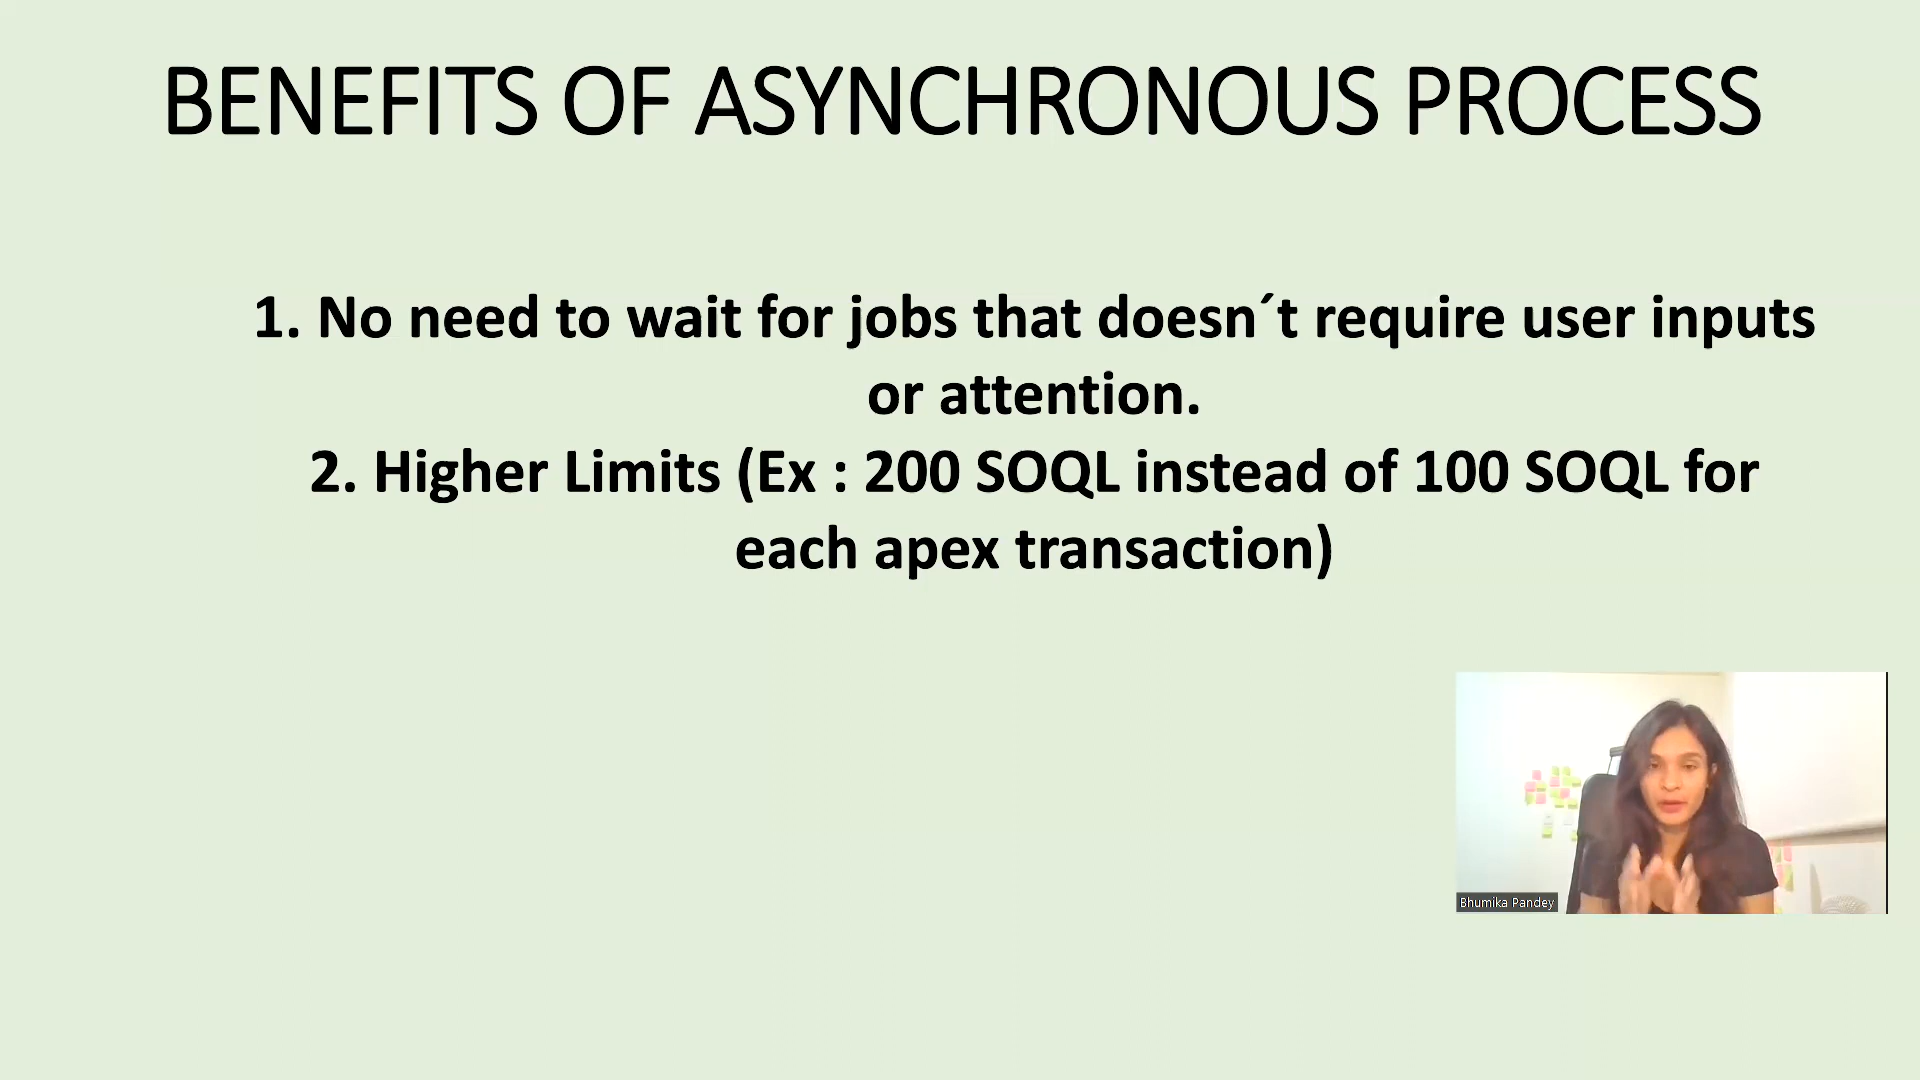 BENEFITS OF ASYNCHRONOUS PROCESS
1. No need to wait for jobs that doesn´t require user inputs
or attention.
2. Higher Limits (Ex : 200 SOQL instead of 100 SOQL for
each apex transaction)
Bhumika Pandey